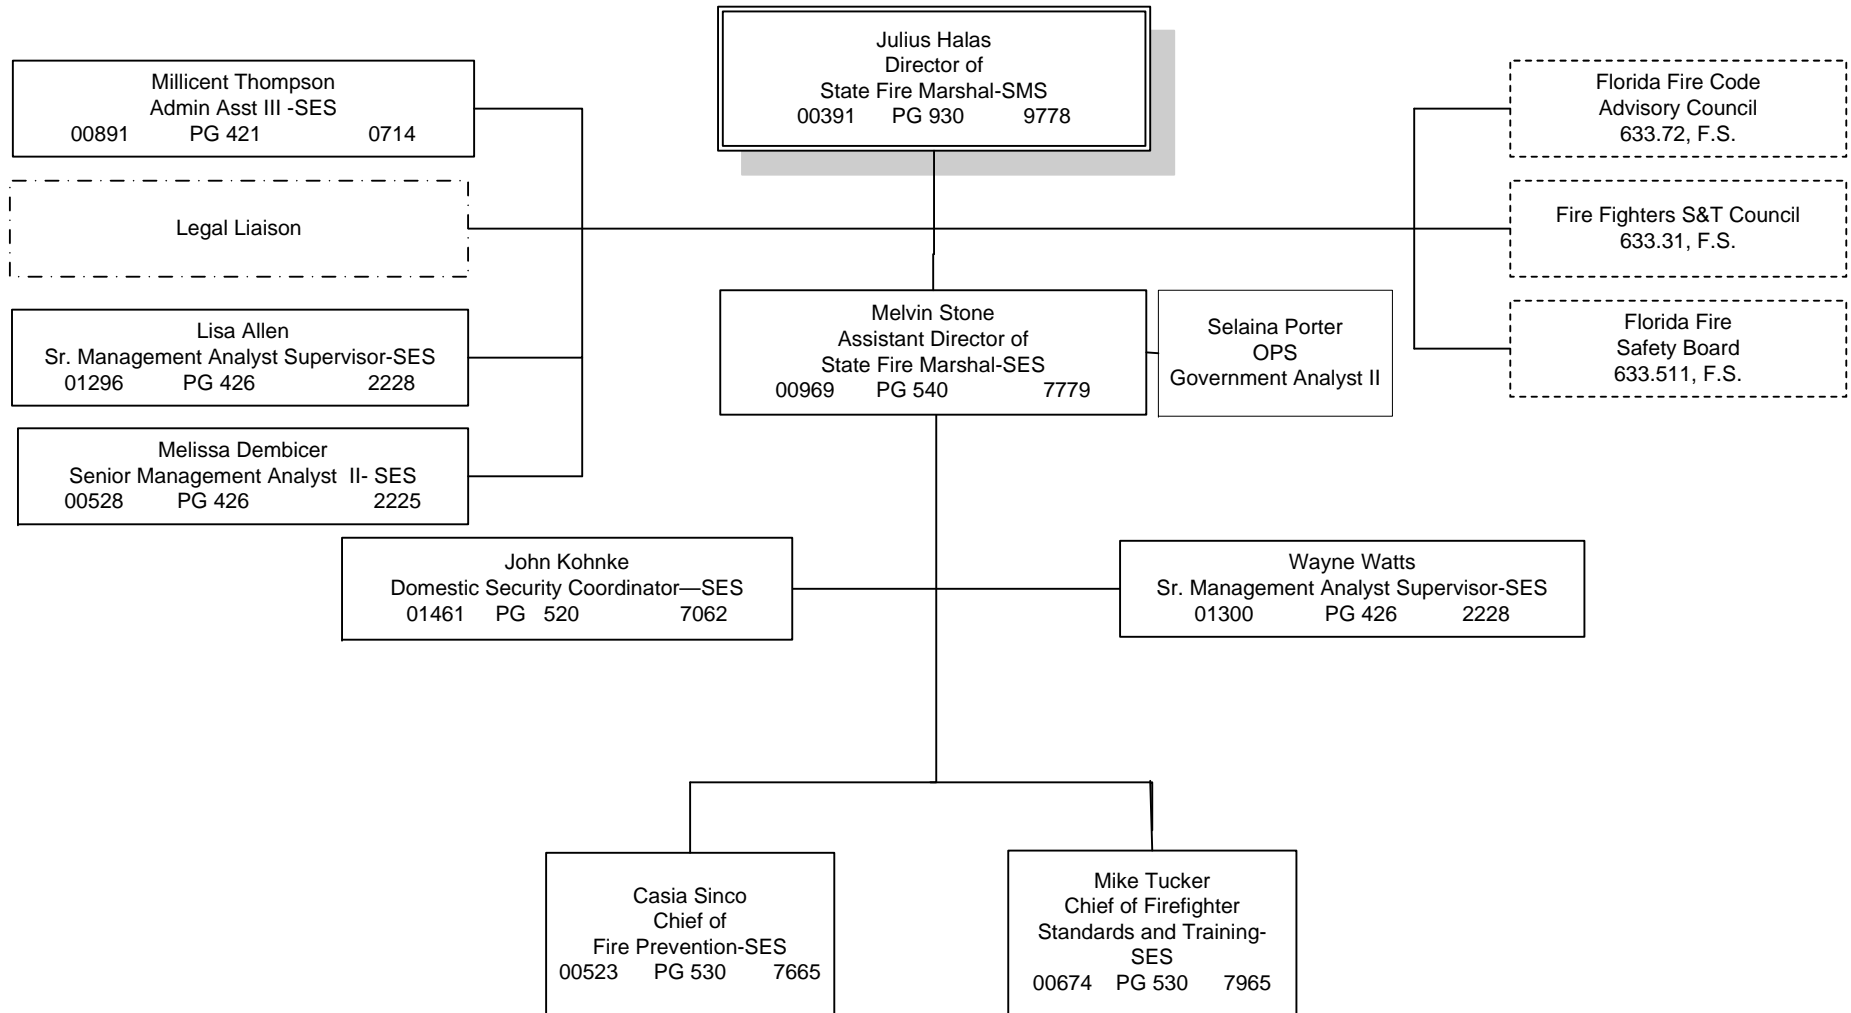 Julius Halas
Director of
State Fire Marshal-SMS
00391 PG 930 9778
Millicent Thompson
Admin Asst III -SES
00891 PG 421 0714
Legal Liaison
Lisa Allen
Sr. Management Analyst Supervisor-SES
01296 PG 426 2228
Melissa Dembicer
Senior Management Analyst II- SES
00528 PG 426 2225
Florida Fire Code
Advisory Council
633.72, F.S.
Fire Fighters S&T Council
633.31, F.S.
Florida Fire
Safety Board
633.511, F.S.
Melvin Stone
Assistant Director of
State Fire Marshal-SES
00969 PG 540 7779
Selaina Porter
OPS
Government Analyst II
John Kohnke
Domestic Security Coordinator—SES
01461 PG 520 7062
Wayne Watts
Sr. Management Analyst Supervisor-SES
01300 PG 426 2228
Casia Sinco
Chief of
Fire Prevention-SES
00523 PG 530 7665
Mike Tucker
Chief of Firefighter
Standards and Training-
SES
00674 PG 530 7965